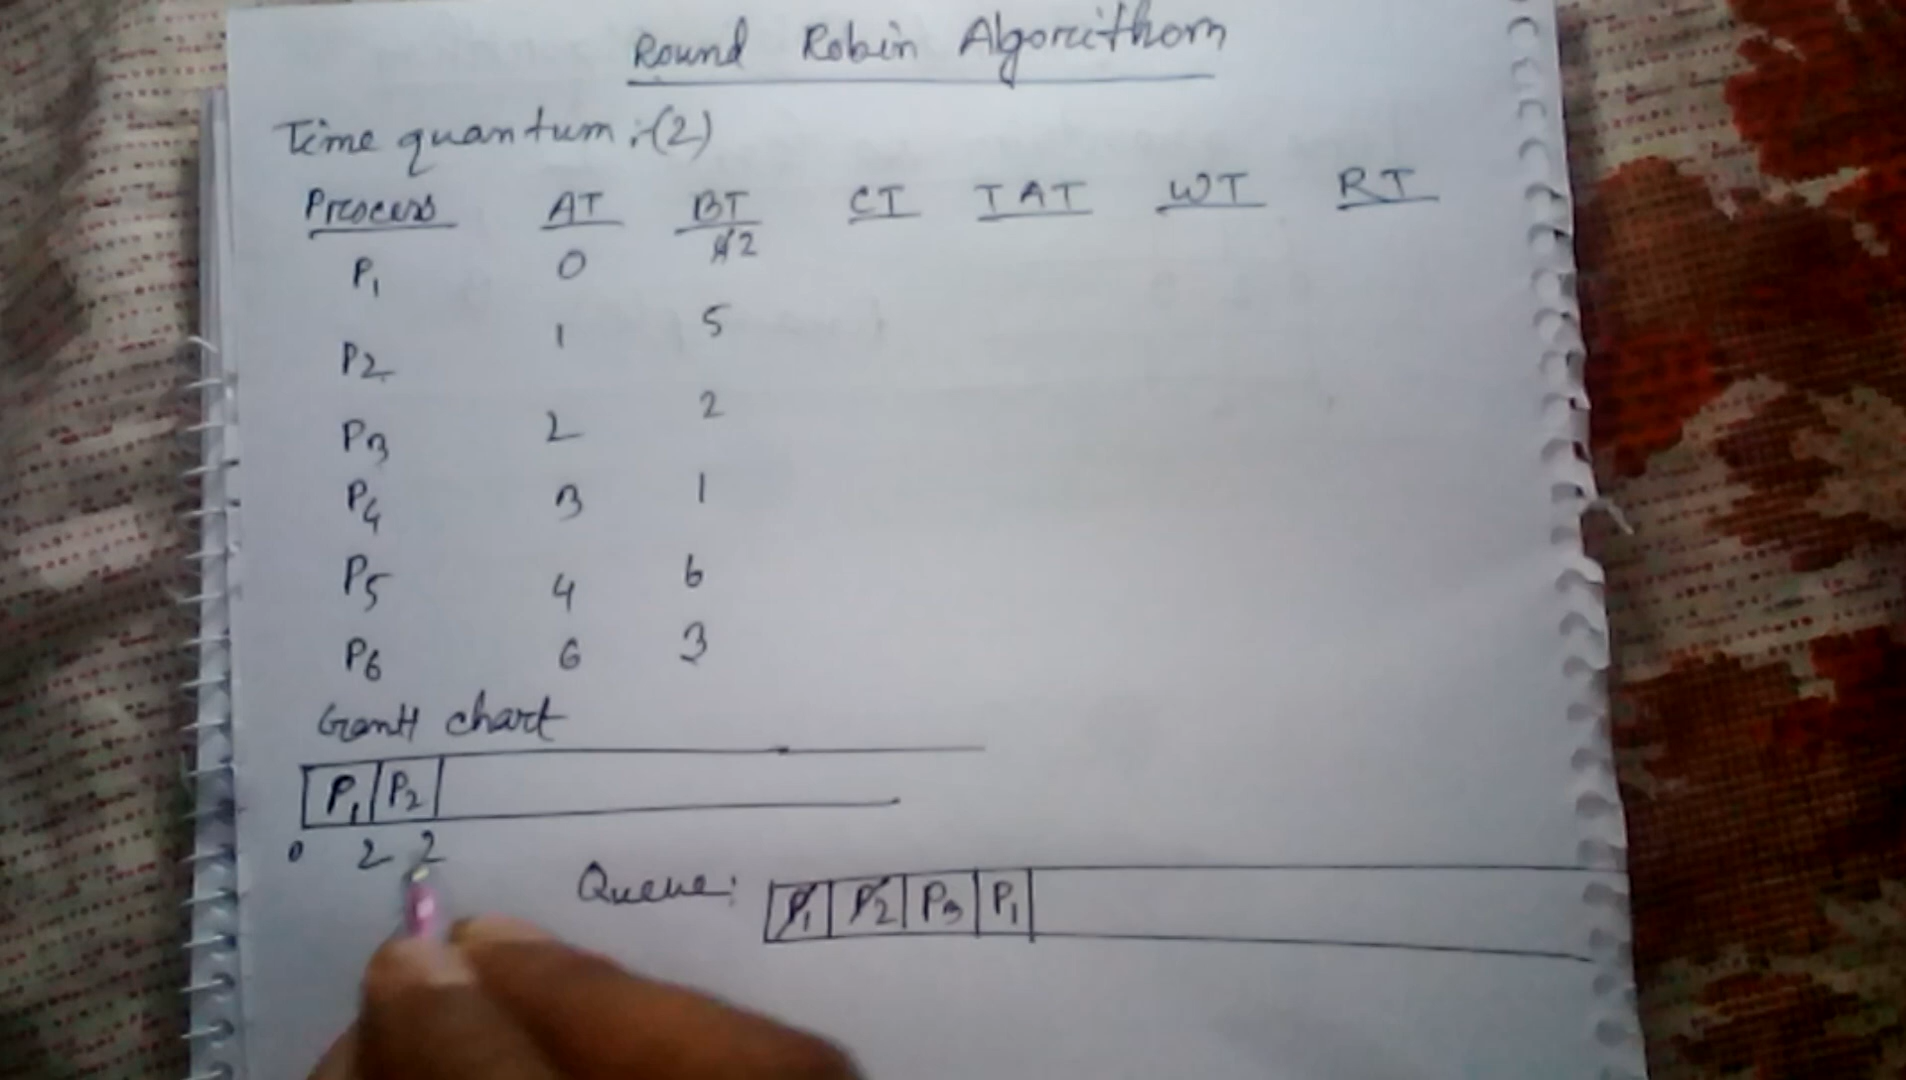 Round Robin Algorithom
Time quantum :-(2)
Process AT BT CT TAT WT RT
P1 0 4 2
P2 1 5
P3 2 2
P4 3 1
P5 4 6
P6 6 3
Gantt chart
P1 P2
0 2 2
Queue: P1 P2 P3 P1